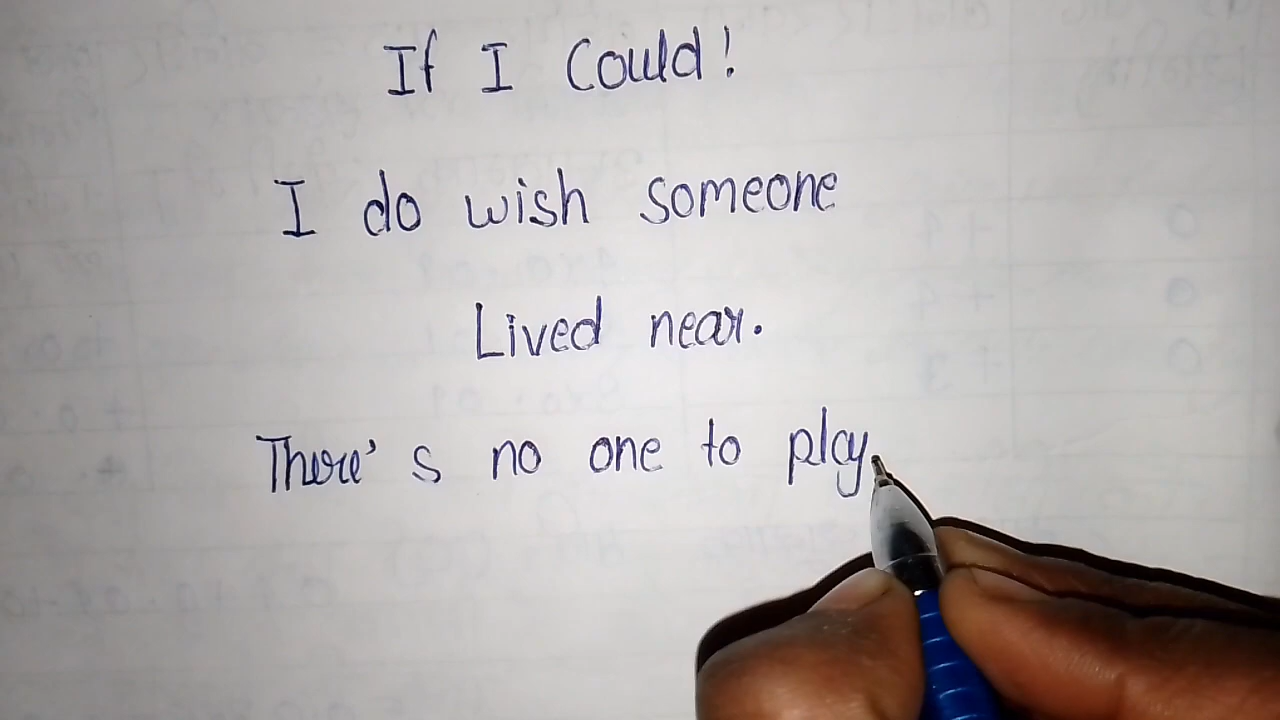 If I Could!
I do wish someone
Lived near.
There's no one to play